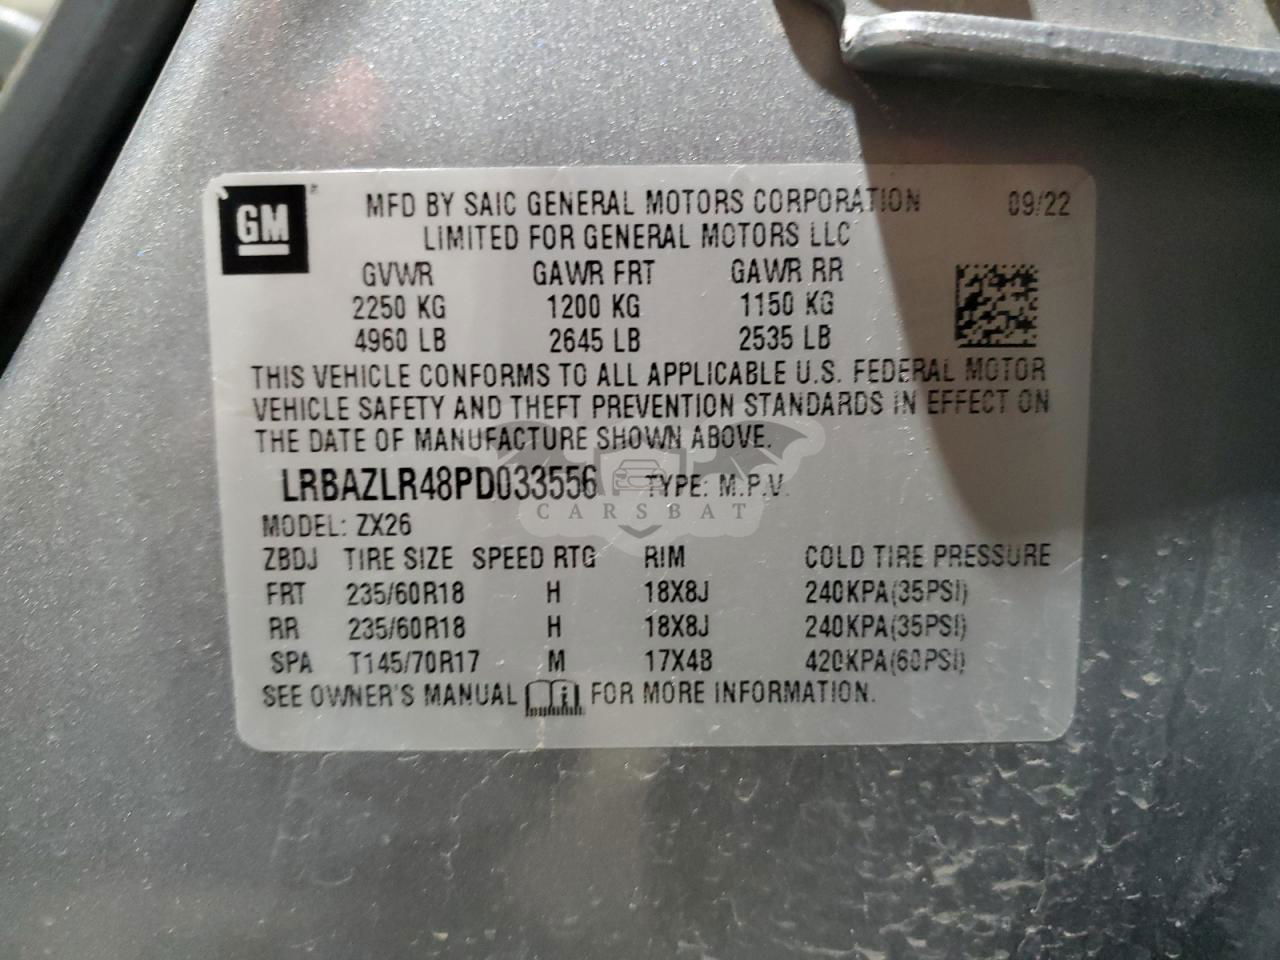 GM ®
MFD BY SAIC GENERAL MOTORS CORPORATION 09/22
LIMITED FOR GENERAL MOTORS LLC
GVWR GAWR FRT GAWR RR
2250 KG 1200 KG 1150 KG
4960 LB 2645 LB 2535 LB
THIS VEHICLE CONFORMS TO ALL APPLICABLE U.S. FEDERAL MOTOR
VEHICLE SAFETY AND THEFT PREVENTION STANDARDS IN EFFECT ON
THE DATE OF MANUFACTURE SHOWN ABOVE.
LRBAZLR48PD033556 TYPE: M.P.V.
CARSBAT
MODEL: ZX26
ZBDJ TIRE SIZE SPEED RTG RIM COLD TIRE PRESSURE
FRT 235/60R18 H 18X8J 240KPA(35PSI)
RR 235/60R18 H 18X8J 240KPA(35PSI)
SPA T145/70R17 M 17X4B 420KPA(60PSI)
SEE OWNER'S MANUAL i FOR MORE INFORMATION.